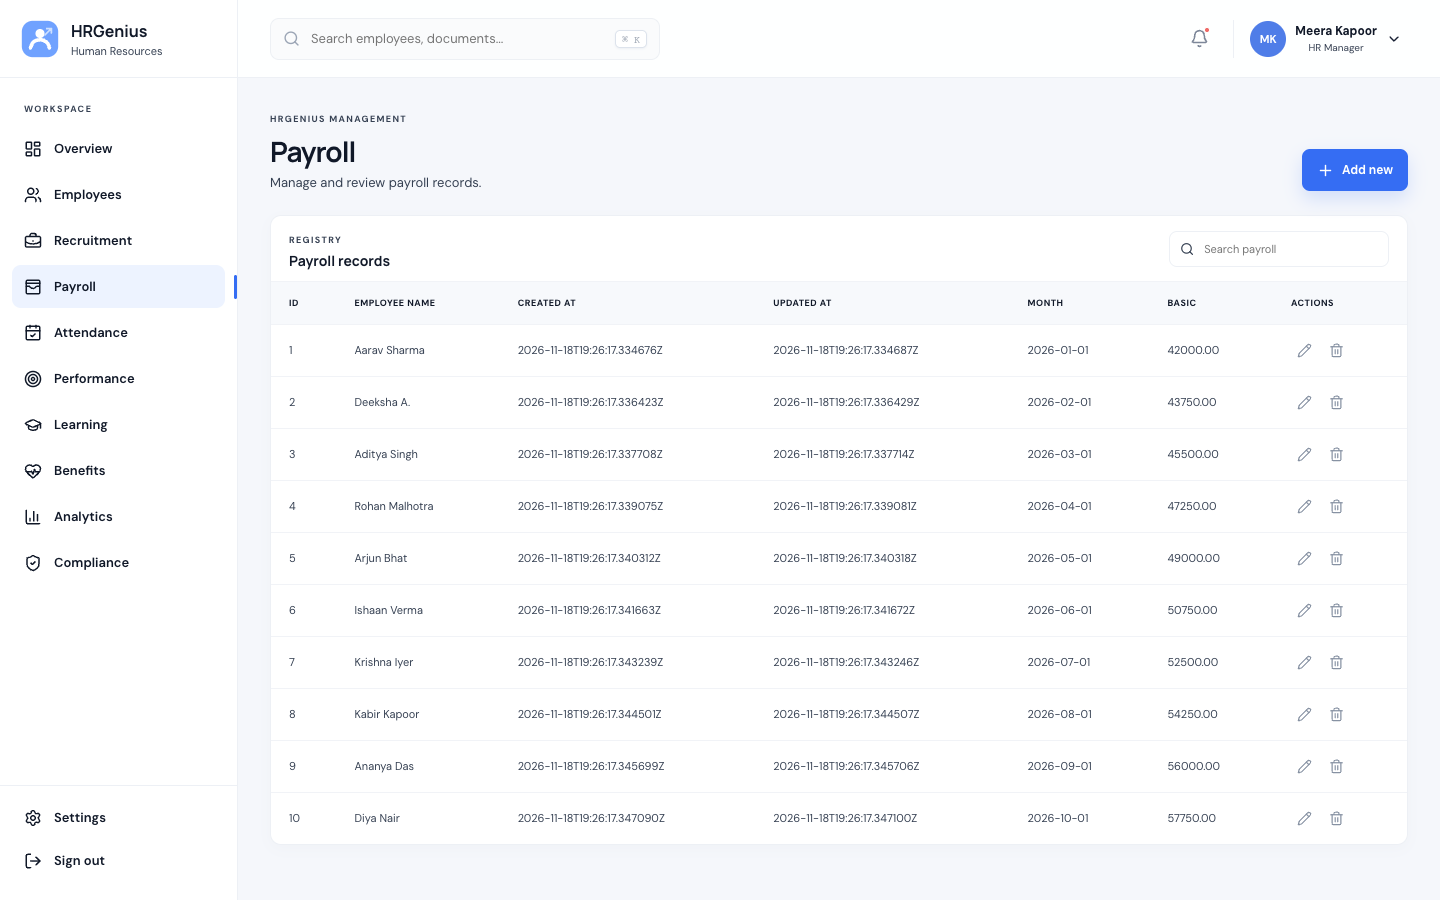 HRGenius
Human Resources
Search employees, documents...
⌘ K
MK
Meera Kapoor
HR Manager
WORKSPACE
Overview
Employees
Recruitment
Payroll
Attendance
Performance
Learning
Benefits
Analytics
Compliance
Settings
Sign out
HRGENIUS MANAGEMENT
Payroll
Manage and review payroll records.
Add new
REGISTRY
Payroll records
Search payroll
ID EMPLOYEE NAME CREATED AT UPDATED AT MONTH BASIC ACTIONS
1 Aarav Sharma 2026-11-18T19:26:17.334676Z 2026-11-18T19:26:17.334687Z 2026-01-01 42000.00
2 Deeksha A. 2026-11-18T19:26:17.336423Z 2026-11-18T19:26:17.336429Z 2026-02-01 43750.00
3 Aditya Singh 2026-11-18T19:26:17.337708Z 2026-11-18T19:26:17.337714Z 2026-03-01 45500.00
4 Rohan Malhotra 2026-11-18T19:26:17.339075Z 2026-11-18T19:26:17.339081Z 2026-04-01 47250.00
5 Arjun Bhat 2026-11-18T19:26:17.340312Z 2026-11-18T19:26:17.340318Z 2026-05-01 49000.00
6 Ishaan Verma 2026-11-18T19:26:17.341663Z 2026-11-18T19:26:17.341672Z 2026-06-01 50750.00
7 Krishna Iyer 2026-11-18T19:26:17.343239Z 2026-11-18T19:26:17.343246Z 2026-07-01 52500.00
8 Kabir Kapoor 2026-11-18T19:26:17.344501Z 2026-11-18T19:26:17.344507Z 2026-08-01 54250.00
9 Ananya Das 2026-11-18T19:26:17.345699Z 2026-11-18T19:26:17.345706Z 2026-09-01 56000.00
10 Diya Nair 2026-11-18T19:26:17.347090Z 2026-11-18T19:26:17.347100Z 2026-10-01 57750.00